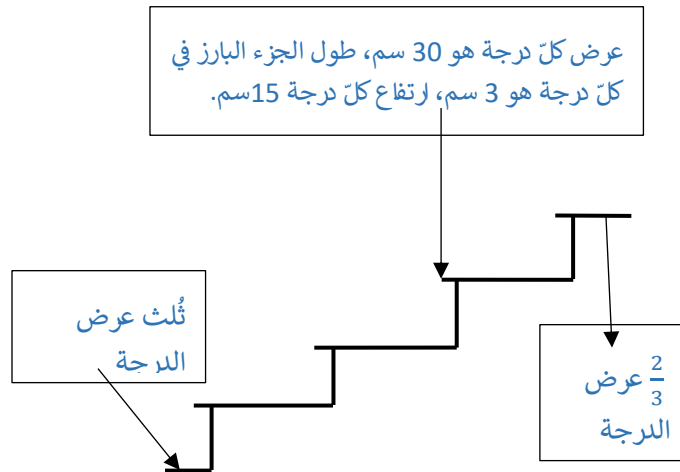 عرض كلّ درجة هو 30 سم، طول الجزء البارز في
كلّ درجة هو 3 سم، ارتفاع كلّ درجة 15سم.
ثُلث عرض
الدرجة
2/3 عرض
الدرجة